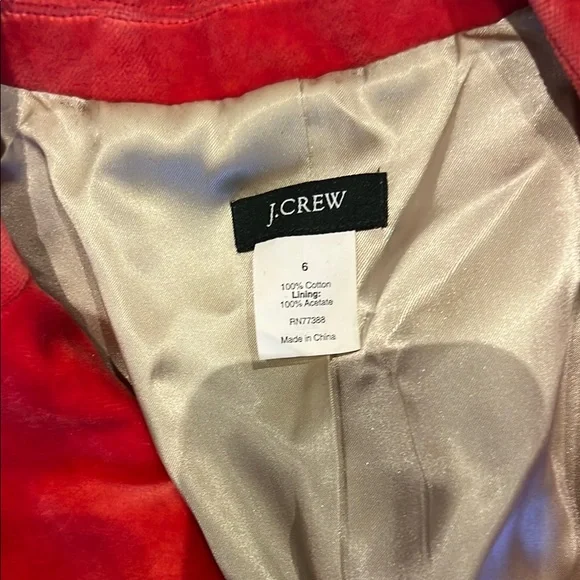 J.CREW
6
100% Cotton
Lining:
100% Acetate
RN77388
Made in China